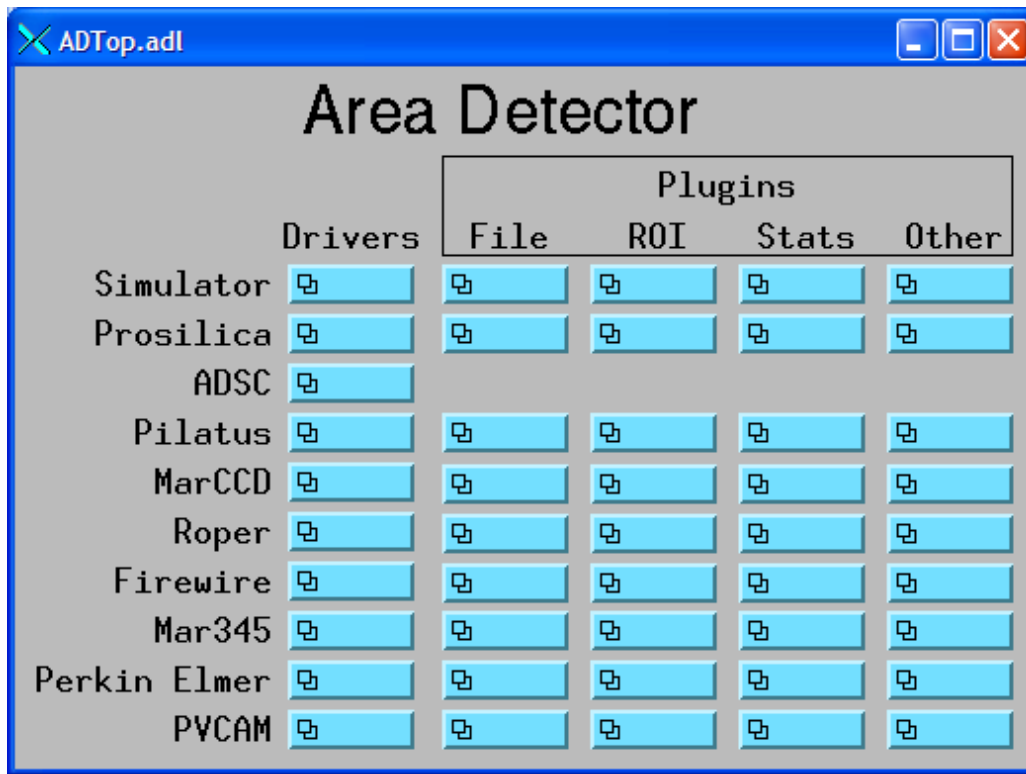 ADTop.adl
Area Detector
Plugins
Drivers File ROI Stats Other
Simulator
Prosilica
ADSC
Pilatus
MarCCD
Roper
Firewire
Mar345
Perkin Elmer
PVCAM